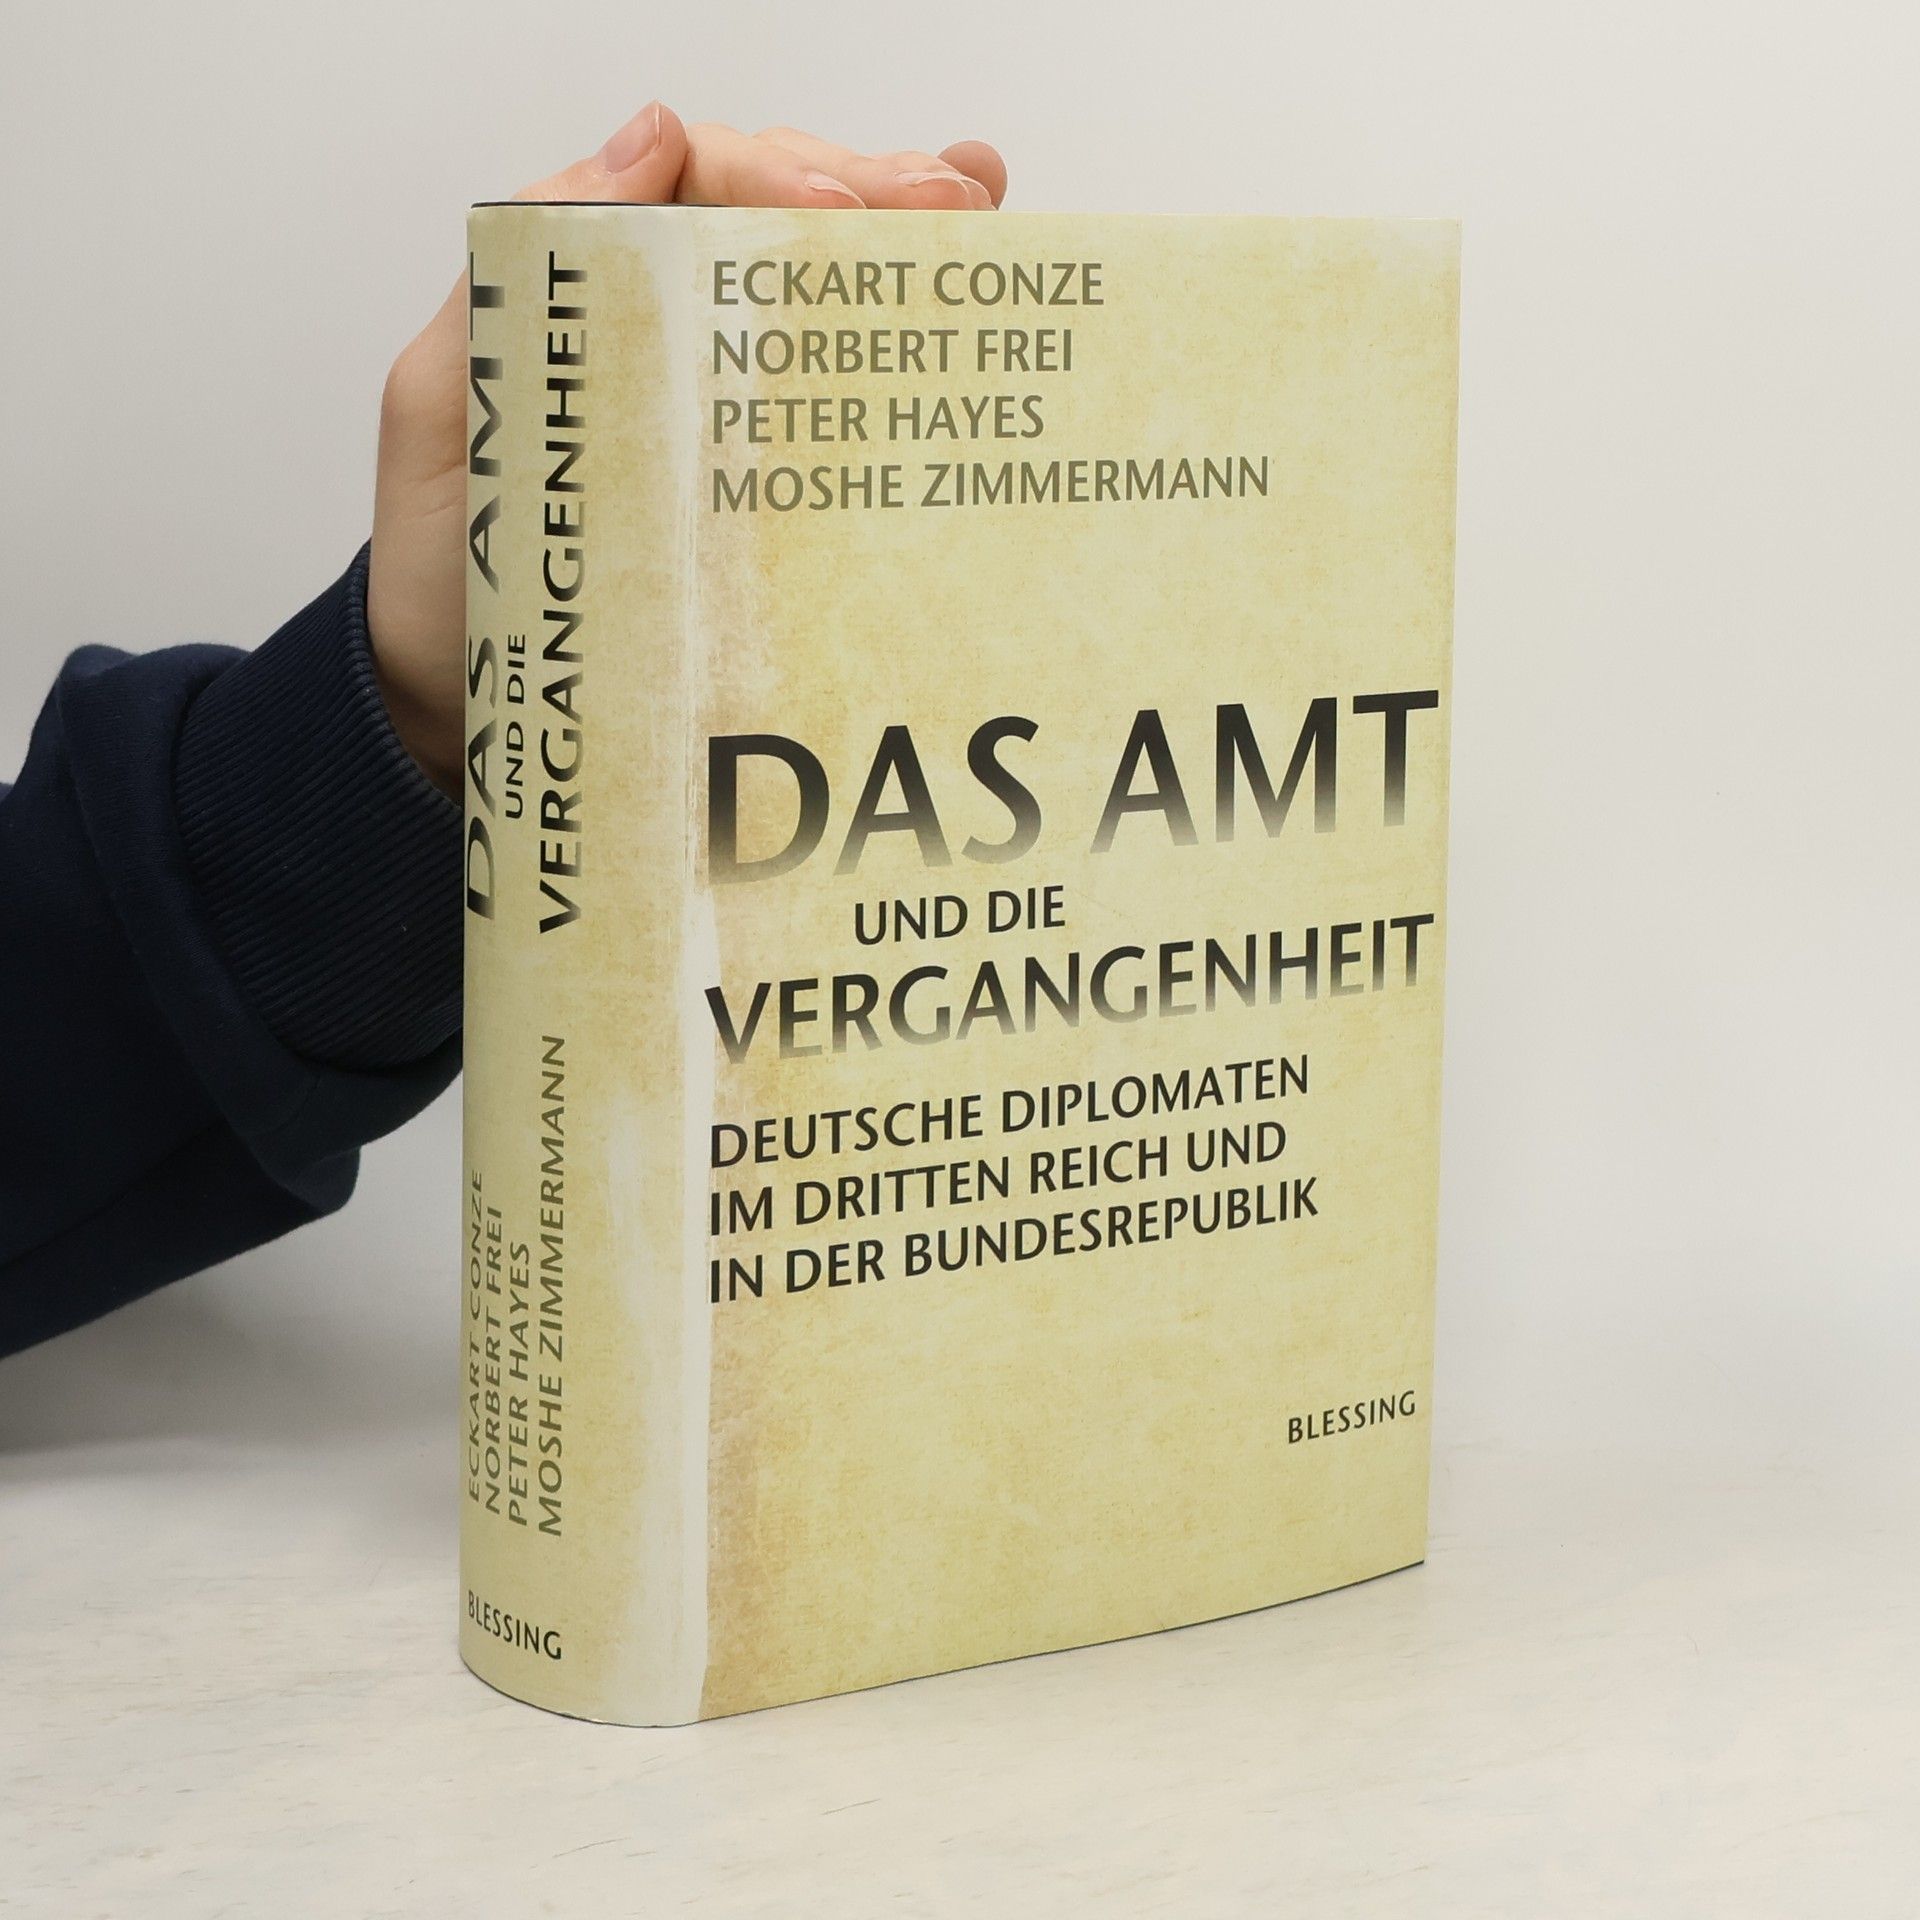 DAS AMT
UND DIE
VERGANGENHEIT
ECKART CONZE
NORBERT FREI
PETER HAYES
MOSHE ZIMMERMANN
BLESSING
ECKART CONZE
NORBERT FREI
PETER HAYES
MOSHE ZIMMERMANN
DAS AMT
UND DIE
VERGANGENHEIT
DEUTSCHE DIPLOMATEN
IM DRITTEN REICH UND
IN DER BUNDESREPUBLIK
BLESSING